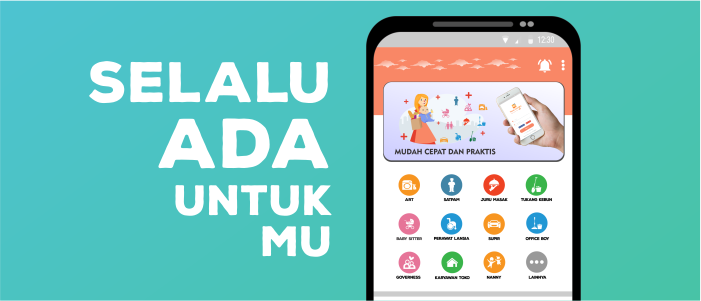 SELALU
ADA
UNTUK
MU
12:30
MUDAH CEPAT DAN PRAKTIS
ART SATPAM JURU MASAK TUKANG KEBUN
BABY SITTER PERAWAT LANSIA SUPIR OFFICE BOY
GOVERNESS KARYAWAN TOKO NANNY LAINNYA